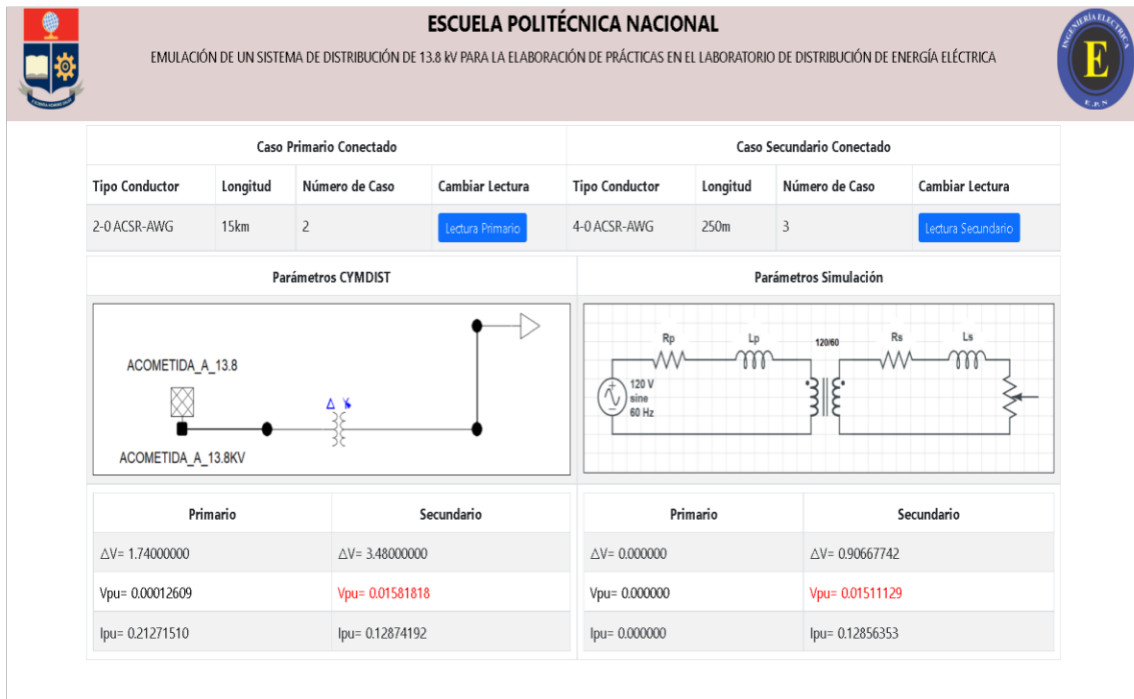 ESCUELA POLITÉCNICA NACIONAL
EMULACIÓN DE UN SISTEMA DE DISTRIBUCIÓN DE 13.8 kV PARA LA ELABORACIÓN DE PRÁCTICAS EN EL LABORATORIO DE DISTRIBUCIÓN DE ENERGÍA ELÉCTRICA
INGENIERÍA ELECTRICA
E
E.P.N
Caso Primario Conectado
Caso Secundario Conectado
Tipo Conductor Longitud Número de Caso Cambiar Lectura Tipo Conductor Longitud Número de Caso Cambiar Lectura
2-0 ACSR-AWG 15km 2 Lectura Primario 4-0 ACSR-AWG 250m 3 Lectura Secundario
Parámetros CYMDIST
Parámetros Simulación
ACOMETIDA_A_13.8
ACOMETIDA_A_13.8KV
Rp Lp 120/60 Rs Ls
120 V
sine
60 Hz
Primario Secundario Primario Secundario
△V= 1.74000000 △V= 3.48000000 △V= 0.000000 △V= 0.90667742
Vpu= 0.00012609 Vpu= 0.01581818 Vpu= 0.000000 Vpu= 0.01511129
Ipu= 0.21271510 Ipu= 0.12874192 Ipu= 0.000000 Ipu= 0.12856353